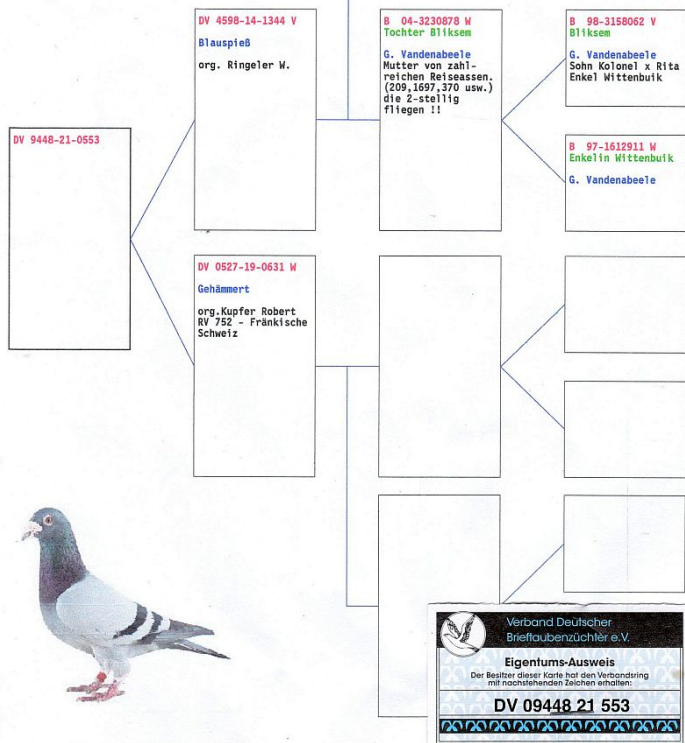 DV 9448-21-0553
DV 4598-14-1344 V
Blauspieß
org. Ringeler W.
DV 0527-19-0631 W
Gehämmert
org.Kupfer Robert
RV 752 - Fränkische
Schweiz
B 04-3230878 W
Tochter Bliksem
G. Vandenabeele
Mutter von zahl-
reichen Reiseassen.
(209,1697,370 usw.)
die 2-stellig
fliegen !!
B 98-3158062 V
Bliksem
G. Vandenabeele
Sohn Kolonel x Rita
Enkel Wittenbuik
B 97-1612911 W
Enkelin Wittenbuik
G. Vandenabeele
Verband Deutscher
Brieftaubenzüchter e.V.
Eigentums-Ausweis
Der Besitzer dieser Karte hat den Verbandsring
mit nachstehenden Zeichen erhalten:
DV 09448 21 553